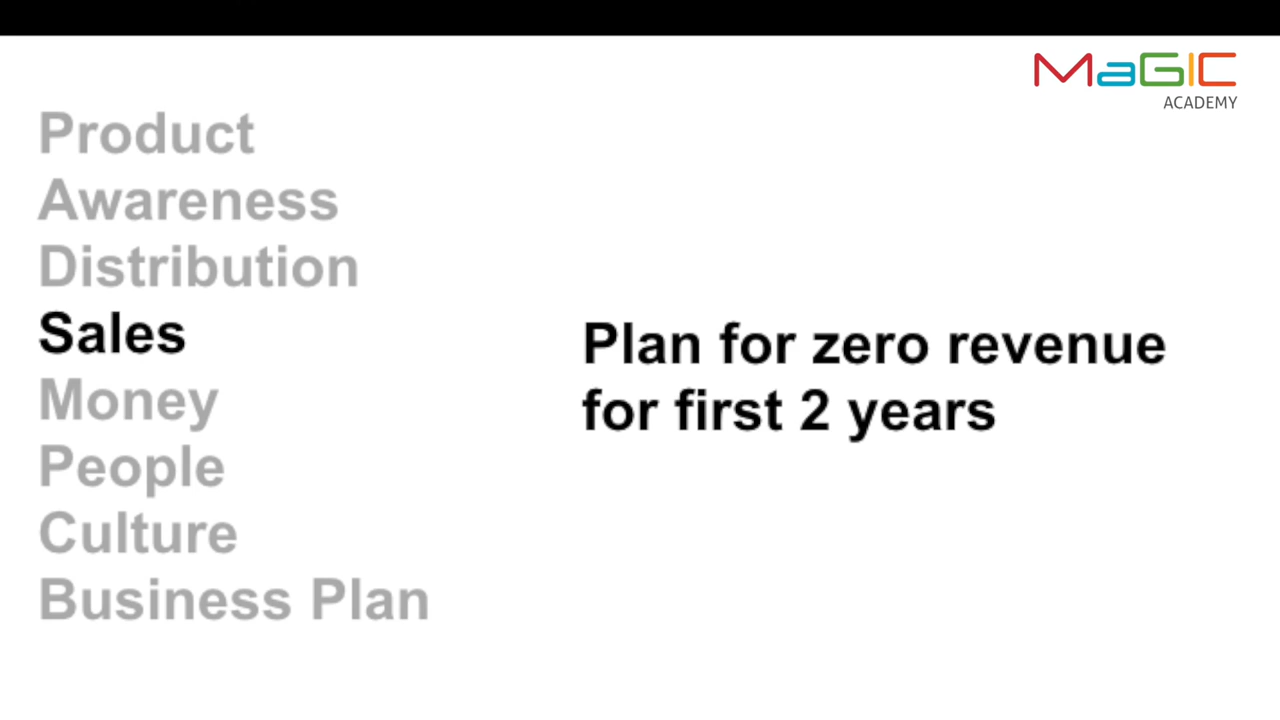 MaGIC
ACADEMY
Product
Awareness
Distribution
Sales
Money
People
Culture
Business Plan
Plan for zero revenue
for first 2 years